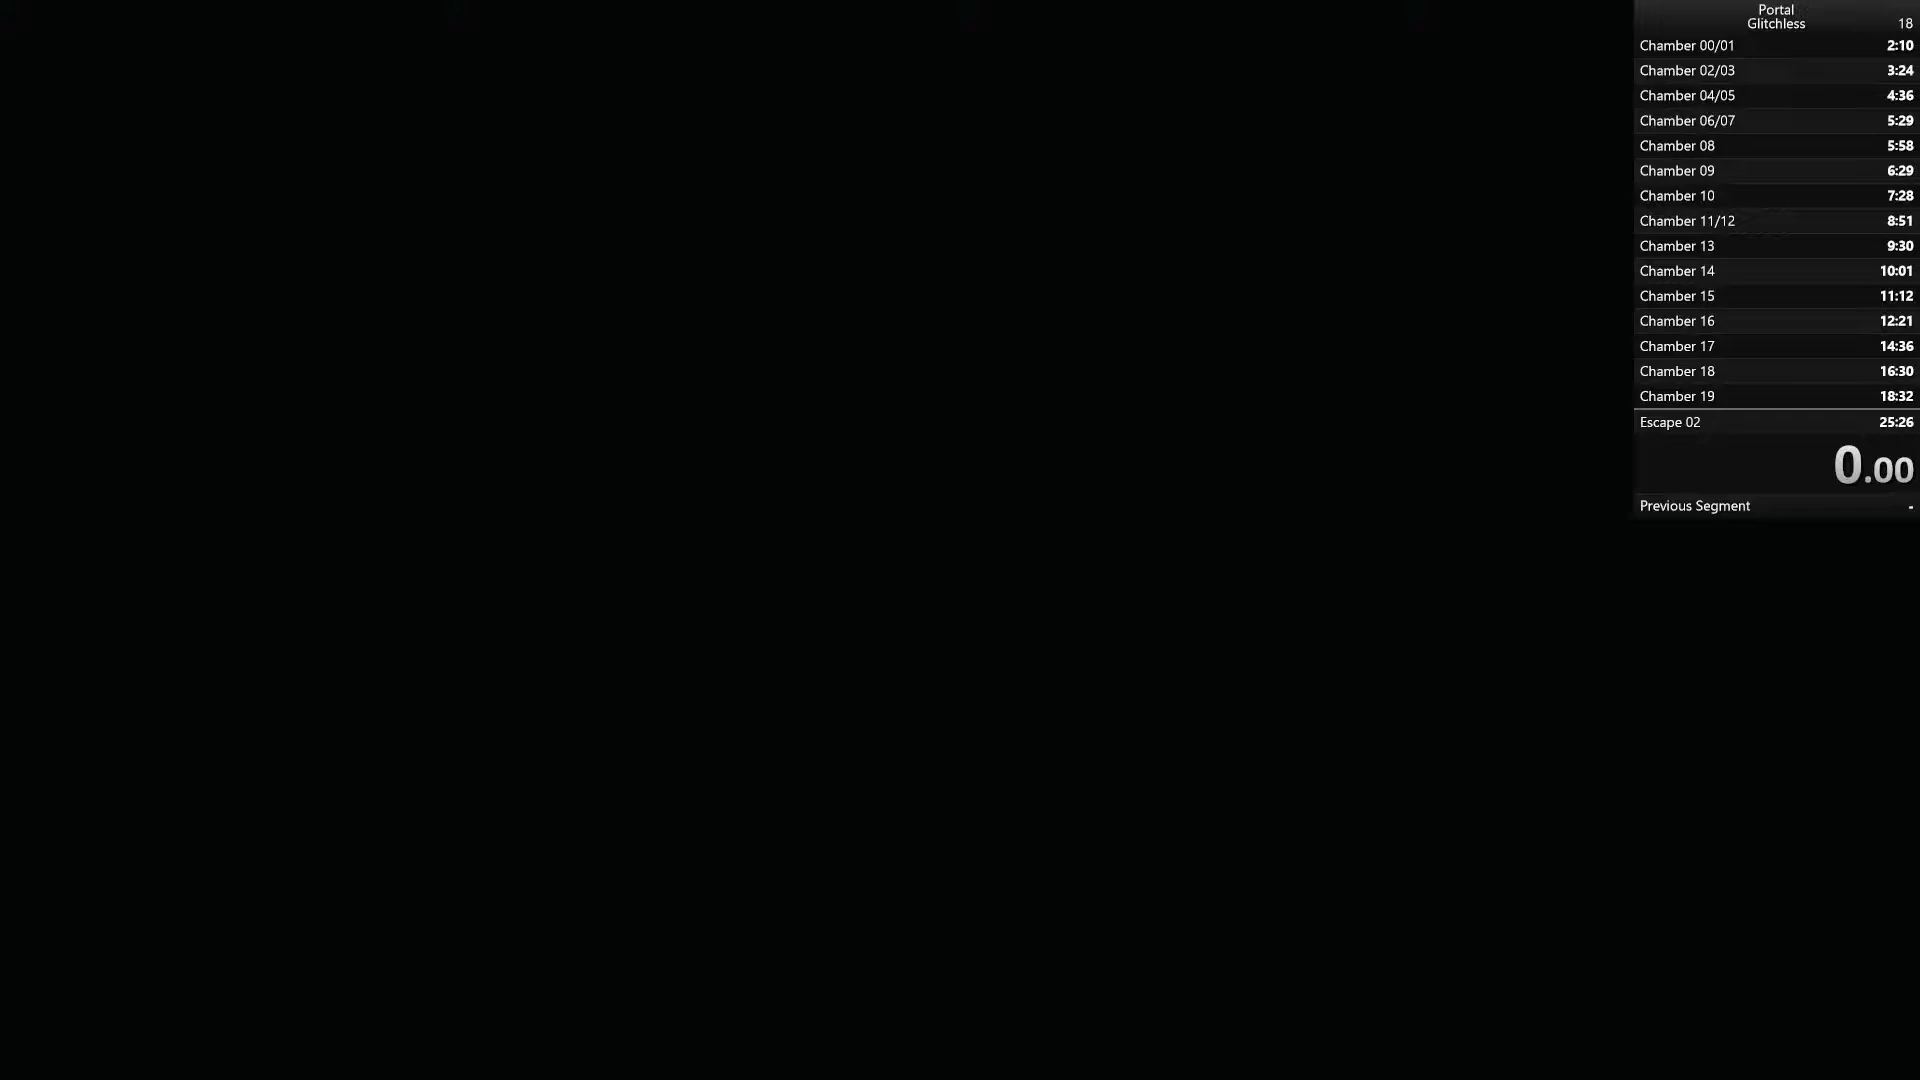 Portal
Glitchless 18
Chamber 00/01 2:10
Chamber 02/03 3:24
Chamber 04/05 4:36
Chamber 06/07 5:29
Chamber 08 5:58
Chamber 09 6:29
Chamber 10 7:28
Chamber 11/12 8:51
Chamber 13 9:30
Chamber 14 10:01
Chamber 15 11:12
Chamber 16 12:21
Chamber 17 14:36
Chamber 18 16:30
Chamber 19 18:32
Escape 02 25:26
0.00
Previous Segment -